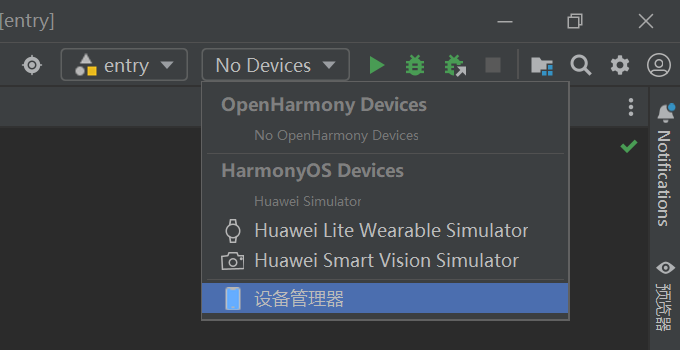 [entry]
entry
No Devices
OpenHarmony Devices
No OpenHarmony Devices
HarmonyOS Devices
Huawei Simulator
Huawei Lite Wearable Simulator
Huawei Smart Vision Simulator
设备管理器
Notifications
预览器